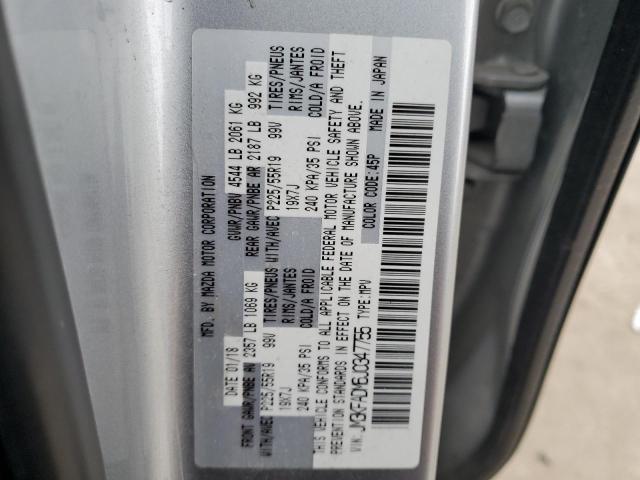 MFD. BY MAZDA MOTOR CORPORATION
DATE 01/18 GVWR/PNBV 4544 LB 2061 KG
FRONT GAWR/PNBE AV 2357 LB 1069 KG REAR GAWR/PNBE AR 2187 LB 992 KG
WITH/AVEC TIRES/PNEUS WITH/AVEC TIRES/PNEUS
P225/55R19 99V RIMS/JANTES P225/55R19 99V RIMS/JANTES
19X7J COLD/A FROID 19X7J COLD/A FROID
240 KPA/35 PSI 240 KPA/35 PSI
THIS VEHICLE CONFORMS TO ALL APPLICABLE FEDERAL MOTOR VEHICLE SAFETY AND THEFT
PREVENTION STANDARDS IN EFFECT ON THE DATE OF MANUFACTURE SHOWN ABOVE.
VIN: TYPE:MPV COLOR CODE:45P MADE IN JAPAN